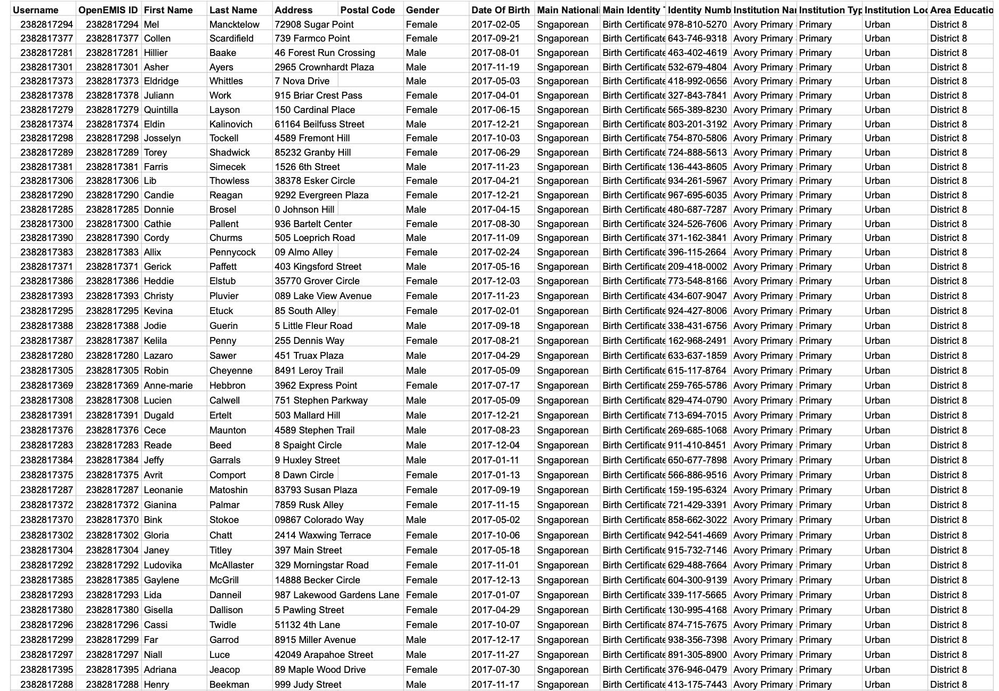 Username OpenEMIS ID First Name Last Name Address Postal Code Gender Date Of Birth Main Nationali Main Identity T Identity Numb Institution Nar Institution Typ Institution Loc Area Educatio
2382817294 2382817294 Mel Mancktelow 72908 Sugar Point Female 2017-02-05 Sngaporean Birth Certificate 978-810-5270 Avory Primary Primary Urban District 8
2382817377 2382817377 Collen Scardifield 739 Farmco Point Female 2017-09-21 Sngaporean Birth Certificate 643-746-9318 Avory Primary Primary Urban District 8
2382817281 2382817281 Hillier Baake 46 Forest Run Crossing Male 2017-08-01 Sngaporean Birth Certificate 463-402-4619 Avory Primary Primary Urban District 8
2382817301 2382817301 Asher Ayers 2965 Crownhardt Plaza Male 2017-11-19 Sngaporean Birth Certificate 532-679-4804 Avory Primary Primary Urban District 8
2382817373 2382817373 Eldridge Whittles 7 Nova Drive Male 2017-05-03 Sngaporean Birth Certificate 418-992-0656 Avory Primary Primary Urban District 8
2382817378 2382817378 Juliann Work 915 Briar Crest Pass Female 2017-04-01 Sngaporean Birth Certificate 327-843-7841 Avory Primary Primary Urban District 8
2382817279 2382817279 Quintilla Layson 150 Cardinal Place Female 2017-06-15 Sngaporean Birth Certificate 565-389-8230 Avory Primary Primary Urban District 8
2382817374 2382817374 Eldin Kalinovich 61164 Beilfuss Street Male 2017-12-21 Sngaporean Birth Certificate 803-201-3192 Avory Primary Primary Urban District 8
2382817298 2382817298 Josselyn Tockell 4589 Fremont Hill Female 2017-10-03 Sngaporean Birth Certificate 754-870-5806 Avory Primary Primary Urban District 8
2382817289 2382817289 Torey Shadwick 85232 Granby Hill Female 2017-06-29 Sngaporean Birth Certificate 724-888-5613 Avory Primary Primary Urban District 8
2382817381 2382817381 Farris Simecek 1526 6th Street Male 2017-11-23 Sngaporean Birth Certificate 136-443-8605 Avory Primary Primary Urban District 8
2382817306 2382817306 Lib Thowless 38378 Esker Circle Female 2017-04-21 Sngaporean Birth Certificate 934-261-5967 Avory Primary Primary Urban District 8
2382817290 2382817290 Candie Reagan 9292 Evergreen Plaza Female 2017-12-21 Sngaporean Birth Certificate 967-695-6035 Avory Primary Primary Urban District 8
2382817285 2382817285 Donnie Brosel 0 Johnson Hill Male 2017-04-15 Sngaporean Birth Certificate 480-687-7287 Avory Primary Primary Urban District 8
2382817300 2382817300 Cathie Pallent 936 Bartelt Center Female 2017-08-30 Sngaporean Birth Certificate 324-526-7606 Avory Primary Primary Urban District 8
2382817390 2382817390 Cordy Churms 505 Loeprich Road Male 2017-11-09 Sngaporean Birth Certificate 371-162-3841 Avory Primary Primary Urban District 8
2382817383 2382817383 Allix Pennycock 09 Almo Alley Female 2017-02-24 Sngaporean Birth Certificate 396-115-2664 Avory Primary Primary Urban District 8
2382817371 2382817371 Gerick Paffett 403 Kingsford Street Male 2017-05-16 Sngaporean Birth Certificate 209-418-0002 Avory Primary Primary Urban District 8
2382817386 2382817386 Heddie Elstub 35770 Grover Circle Female 2017-12-03 Sngaporean Birth Certificate 773-548-8166 Avory Primary Primary Urban District 8
2382817393 2382817393 Christy Pluvier 089 Lake View Avenue Female 2017-11-23 Sngaporean Birth Certificate 434-607-9047 Avory Primary Primary Urban District 8
2382817295 2382817295 Kevina Etuck 85 South Alley Female 2017-02-01 Sngaporean Birth Certificate 924-427-8006 Avory Primary Primary Urban District 8
2382817388 2382817388 Jodie Guerin 5 Little Fleur Road Male 2017-09-18 Sngaporean Birth Certificate 338-431-6756 Avory Primary Primary Urban District 8
2382817387 2382817387 Kelila Penny 255 Dennis Way Female 2017-08-21 Sngaporean Birth Certificate 162-968-2491 Avory Primary Primary Urban District 8
2382817280 2382817280 Lazaro Sawer 451 Truax Plaza Male 2017-04-29 Sngaporean Birth Certificate 633-637-1859 Avory Primary Primary Urban District 8
2382817305 2382817305 Robin Cheyenne 8491 Leroy Trail Male 2017-05-09 Sngaporean Birth Certificate 615-117-8764 Avory Primary Primary Urban District 8
2382817369 2382817369 Anne-marie Hebbron 3962 Express Point Female 2017-07-17 Sngaporean Birth Certificate 259-765-5786 Avory Primary Primary Urban District 8
2382817308 2382817308 Lucien Calwell 751 Stephen Parkway Male 2017-05-09 Sngaporean Birth Certificate 829-474-0790 Avory Primary Primary Urban District 8
2382817391 2382817391 Dugald Ertelt 503 Mallard Hill Male 2017-12-21 Sngaporean Birth Certificate 713-694-7015 Avory Primary Primary Urban District 8
2382817376 2382817376 Cece Maunton 4589 Stephen Trail Male 2017-08-23 Sngaporean Birth Certificate 269-685-1068 Avory Primary Primary Urban District 8
2382817283 2382817283 Reade Beed 8 Spaight Circle Male 2017-12-04 Sngaporean Birth Certificate 911-410-8451 Avory Primary Primary Urban District 8
2382817384 2382817384 Jeffy Garrals 9 Huxley Street Male 2017-01-11 Sngaporean Birth Certificate 650-677-7898 Avory Primary Primary Urban District 8
2382817375 2382817375 Avrit Comport 8 Dawn Circle Female 2017-01-13 Sngaporean Birth Certificate 566-886-9516 Avory Primary Primary Urban District 8
2382817287 2382817287 Leonanie Matoshin 83793 Susan Plaza Female 2017-09-19 Sngaporean Birth Certificate 159-195-6324 Avory Primary Primary Urban District 8
2382817372 2382817372 Gianina Palmar 7859 Rusk Alley Female 2017-11-15 Sngaporean Birth Certificate 721-429-3391 Avory Primary Primary Urban District 8
2382817370 2382817370 Bink Stokoe 09867 Colorado Way Male 2017-05-02 Sngaporean Birth Certificate 858-662-3022 Avory Primary Primary Urban District 8
2382817302 2382817302 Gloria Chatt 2414 Waxwing Terrace Female 2017-10-06 Sngaporean Birth Certificate 942-541-4669 Avory Primary Primary Urban District 8
2382817304 2382817304 Janey Titley 397 Main Street Female 2017-05-18 Sngaporean Birth Certificate 915-732-7146 Avory Primary Primary Urban District 8
2382817292 2382817292 Ludovika McAllaster 329 Morningstar Road Female 2017-11-01 Sngaporean Birth Certificate 629-488-7664 Avory Primary Primary Urban District 8
2382817385 2382817385 Gaylene McGrill 14888 Becker Circle Female 2017-12-13 Sngaporean Birth Certificate 604-300-9139 Avory Primary Primary Urban District 8
2382817293 2382817293 Lida Danneil 987 Lakewood Gardens Lane Female 2017-01-07 Sngaporean Birth Certificate 339-117-5665 Avory Primary Primary Urban District 8
2382817380 2382817380 Gisella Dallison 5 Pawling Street Female 2017-04-29 Sngaporean Birth Certificate 130-995-4168 Avory Primary Primary Urban District 8
2382817296 2382817296 Cassi Twidle 51132 4th Lane Female 2017-10-07 Sngaporean Birth Certificate 874-715-7675 Avory Primary Primary Urban District 8
2382817299 2382817299 Far Garrod 8915 Miller Avenue Male 2017-12-17 Sngaporean Birth Certificate 938-356-7398 Avory Primary Primary Urban District 8
2382817297 2382817297 Niall Luce 42049 Arapahoe Street Male 2017-11-27 Sngaporean Birth Certificate 891-305-8900 Avory Primary Primary Urban District 8
2382817395 2382817395 Adriana Jeacop 89 Maple Wood Drive Female 2017-07-30 Sngaporean Birth Certificate 376-946-0479 Avory Primary Primary Urban District 8
2382817288 2382817288 Henry Beekman 999 Judy Street Male 2017-11-17 Sngaporean Birth Certificate 413-175-7443 Avory Primary Primary Urban District 8